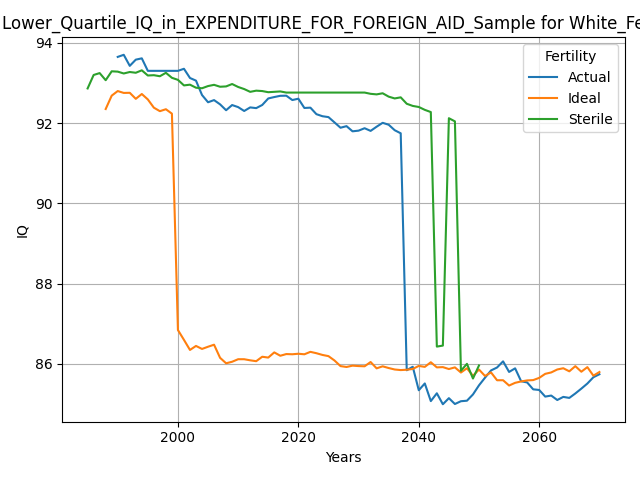 Lower_Quartile_IQ_in_EXPENDITURE_FOR_FOREIGN_AID_Sample for White_Fe
94
92
90
88
86
IQ
Fertility
Actual
Ideal
Sterile
2000
2020
2040
2060
Years